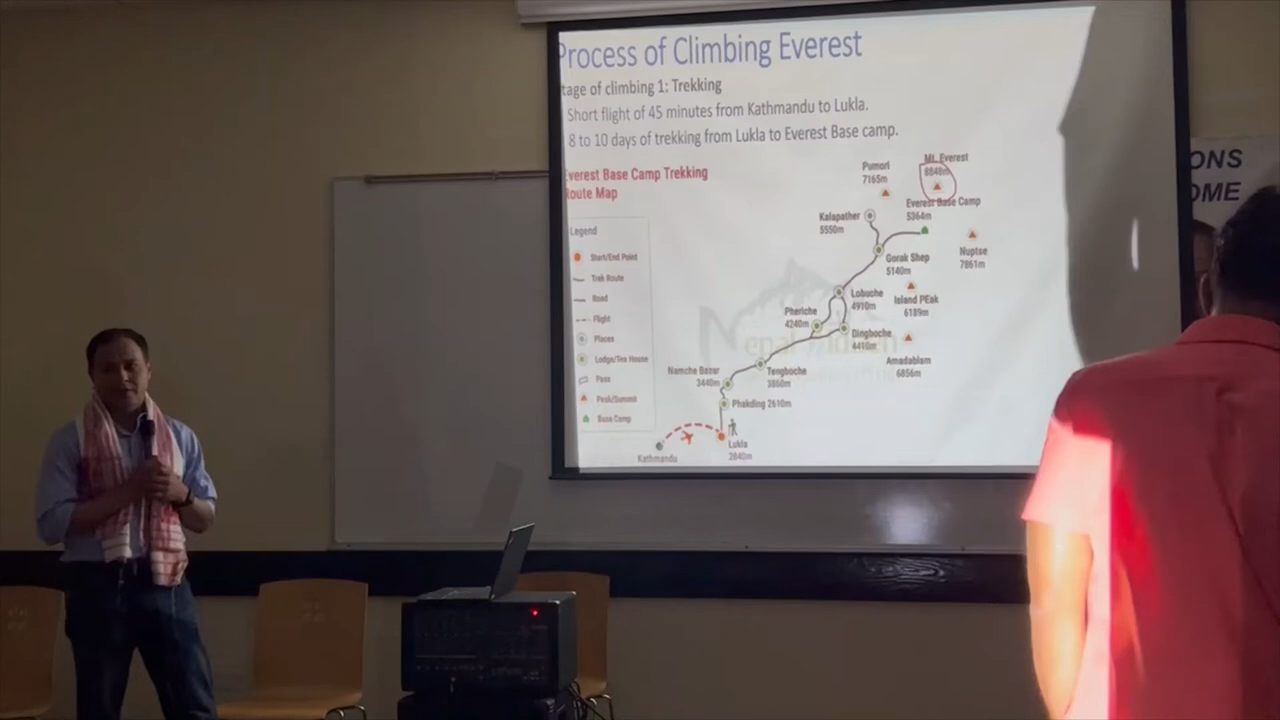 Process of Climbing Everest
tage of climbing 1: Trekking
Short flight of 45 minutes from Kathmandu to Lukla.
8 to 10 days of trekking from Lukla to Everest Base camp.
Everest Base Camp Trekking
Route Map
Legend
Start/End Point
Trek Route
Road
Flight
Places
Lodge/Tea House
Pass
Peak/Summit
Base Camp
Pumori
7165m
Mt. Everest
8848m
Everest Base Camp
5364m
Kalapather
5550m
Nuptse
7861m
Gorak Shep
5140m
Lobuche
4910m
Island PEak
6189m
Pheriche
4240m
Dingboche
4410m
Amadablam
6856m
Namche Bazar
3440m
Tengboche
3860m
Phakding 2610m
Kathmandu
Lukla
2840m
ONS
OME